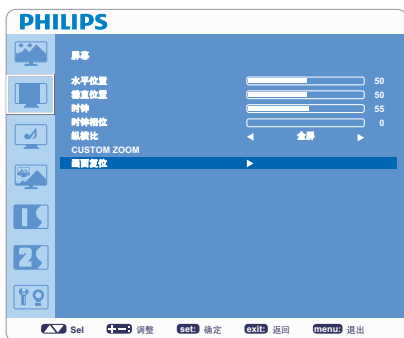 PHILIPS
屏幕
水平位置 50
垂直位置 50
时钟 55
时钟相位 0
纵横比 全屏
CUSTOM ZOOM
画面复位
Sel 调整 set: 确定 exit: 返回 menu: 退出